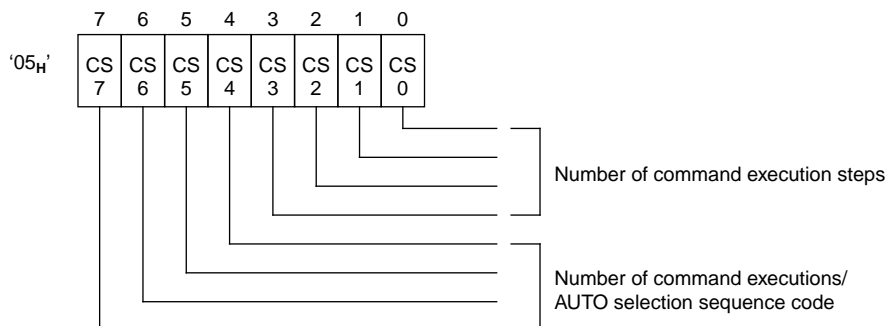 7 6 5 4 3 2 1 0
‘05H’ CS CS CS CS CS CS CS CS
7 6 5 4 3 2 1 0
Number of command execution steps
Number of command executions/
AUTO selection sequence code